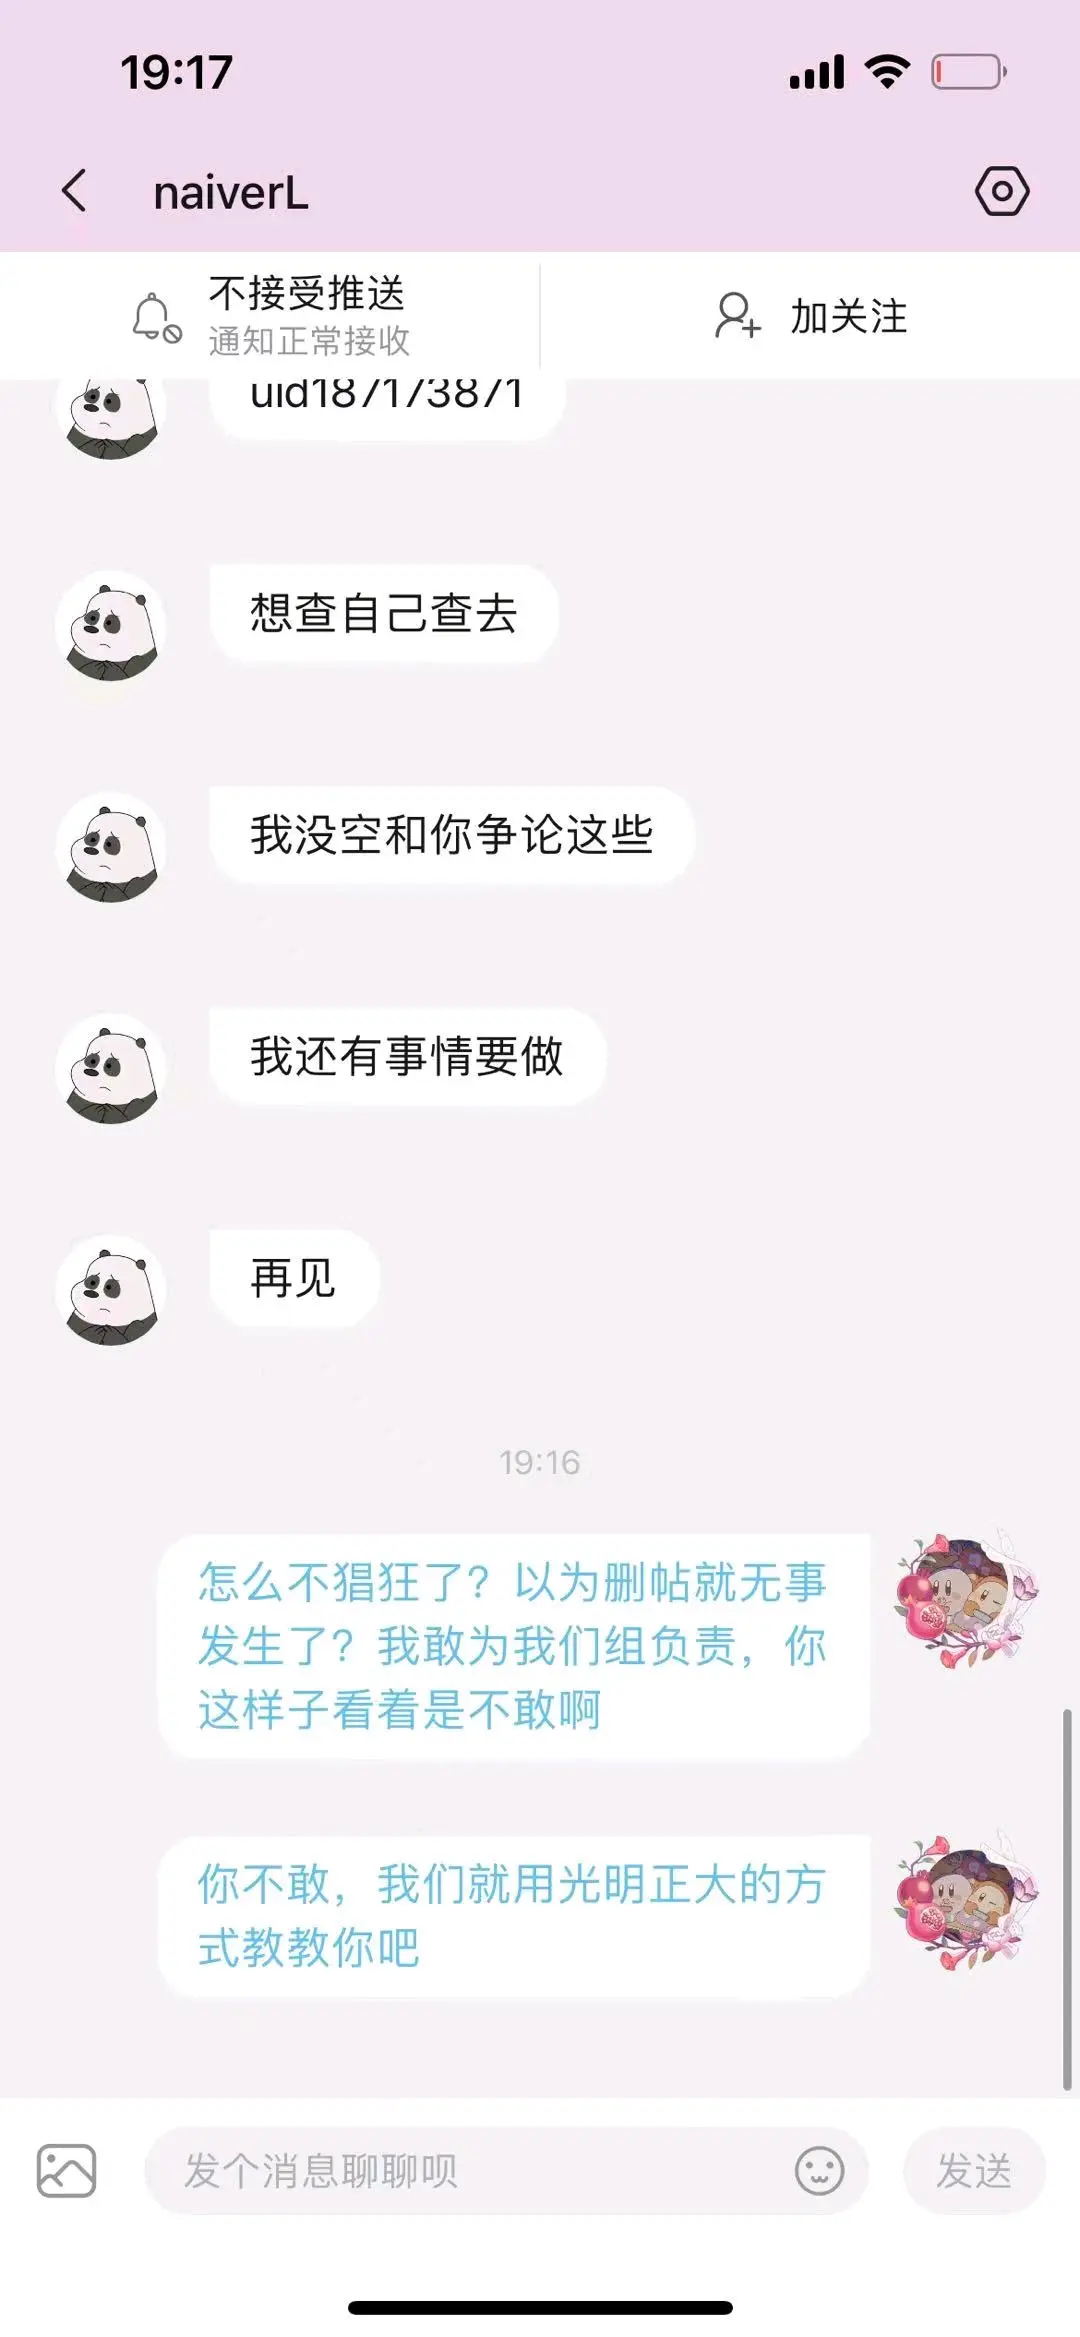 19:17
naiverL
不接受推送
通知正常接收
加关注
uid187173871
想查自己查去
我没空和你争论这些
我还有事情要做
再见
19:16
怎么不猖狂了？以为删帖就无事
发生了？我敢为我们组负责，你
这样子看着是不敢啊
你不敢，我们就用光明正大的方
式教教你吧
发个消息聊聊呗
发送